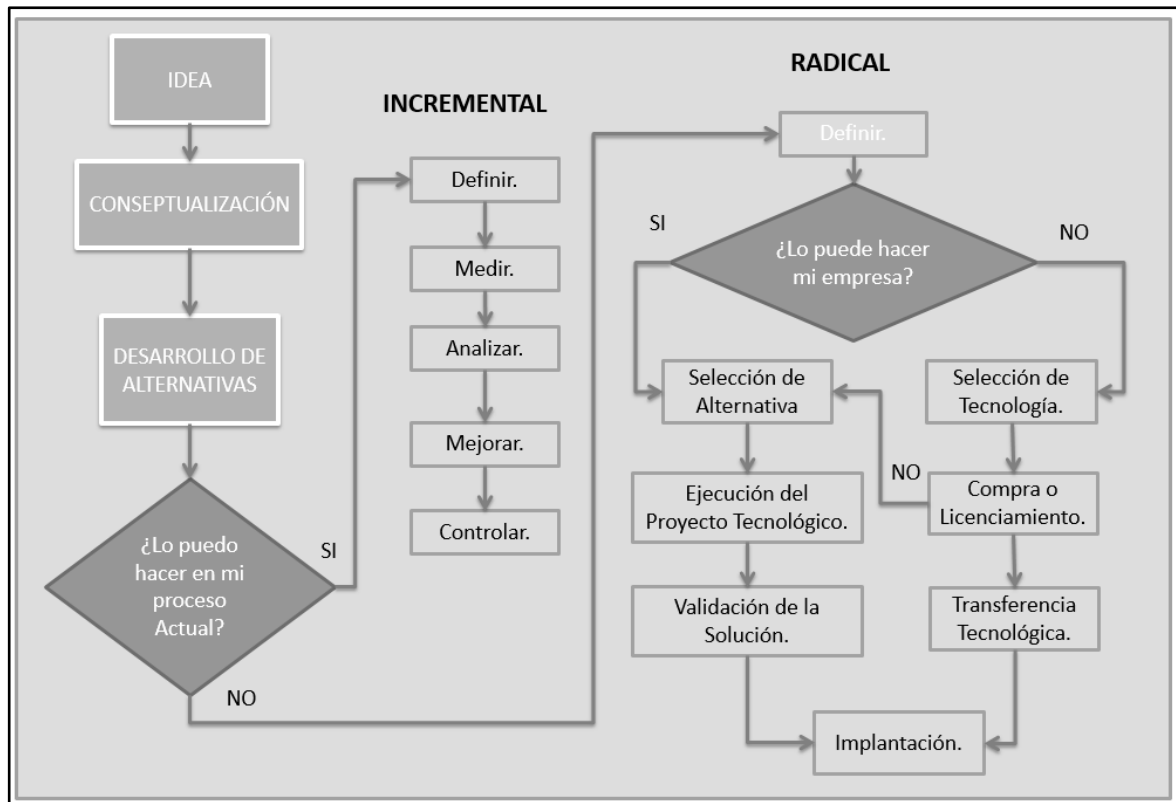 IDEA
CONSEPTUALIZACIÓN
DESARROLLO DE
ALTERNATIVAS
¿Lo puedo
hacer en mi
proceso
Actual?
SI
NO
INCREMENTAL
Definir.
Medir.
Analizar.
Mejorar.
Controlar.
RADICAL
Definir.
¿Lo puede hacer
mi empresa?
SI
NO
Selección de
Alternativa
Ejecución del
Proyecto Tecnológico.
Validación de la
Solución.
Selección de
Tecnología.
NO
Compra o
Licenciamiento.
Transferencia
Tecnológica.
Implantación.